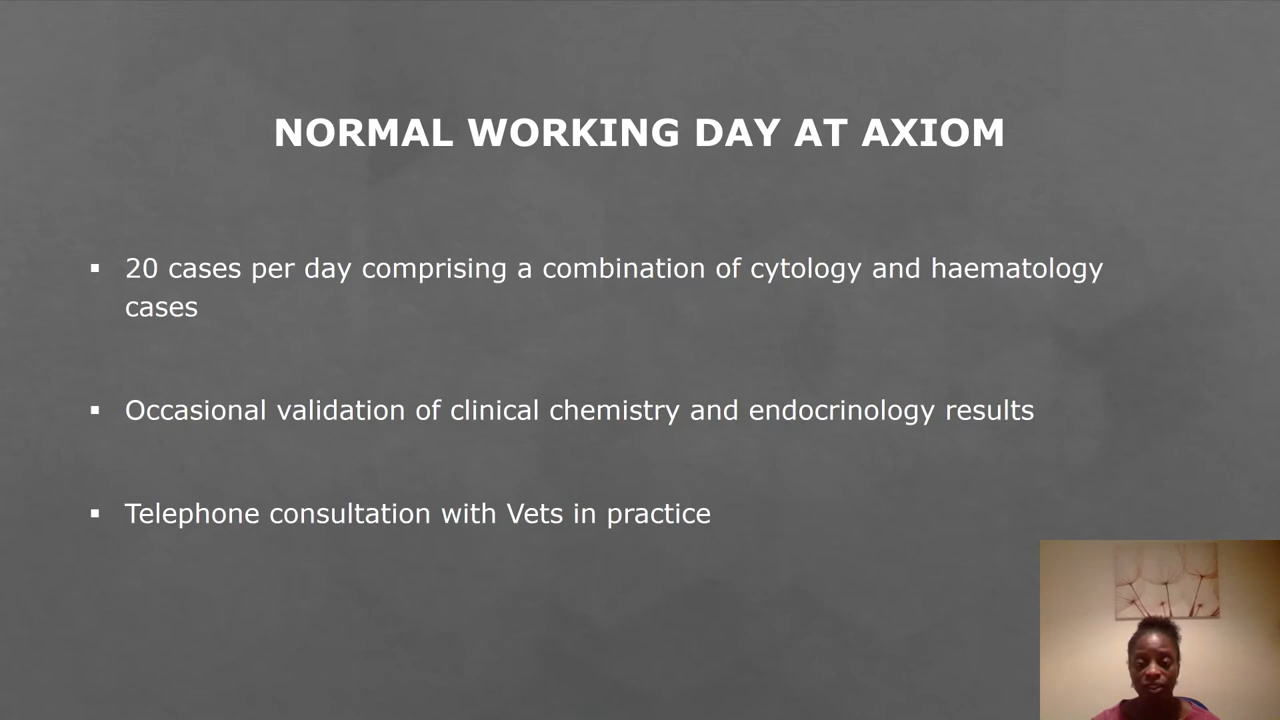 NORMAL WORKING DAY AT AXIOM
▪ 20 cases per day comprising a combination of cytology and haematology
cases
▪ Occasional validation of clinical chemistry and endocrinology results
▪ Telephone consultation with Vets in practice